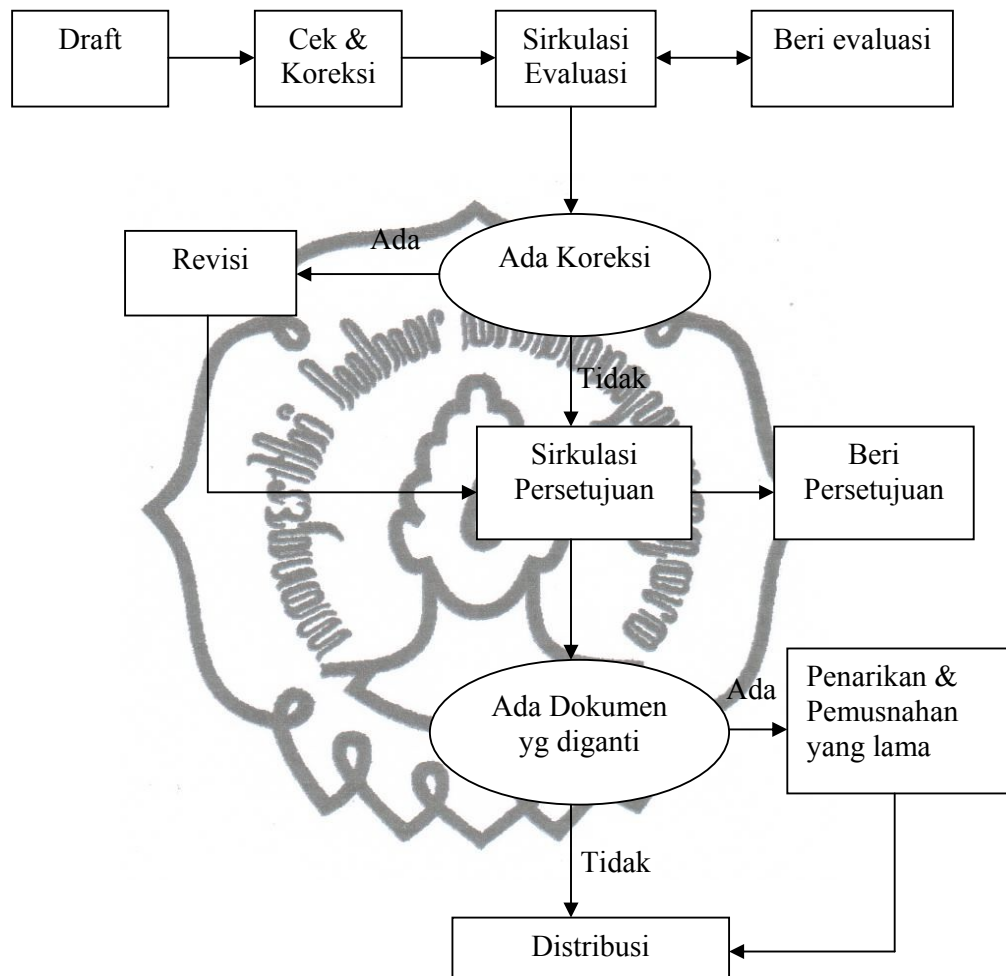 Draft
Cek &
Koreksi
Sirkulasi
Evaluasi
Beri evaluasi
Ada Koreksi
Ada
Revisi
Tidak
Sirkulasi
Persetujuan
Beri
Persetujuan
Ada Dokumen
yg diganti
Ada
Penarikan &
Pemusnahan
yang lama
Tidak
Distribusi